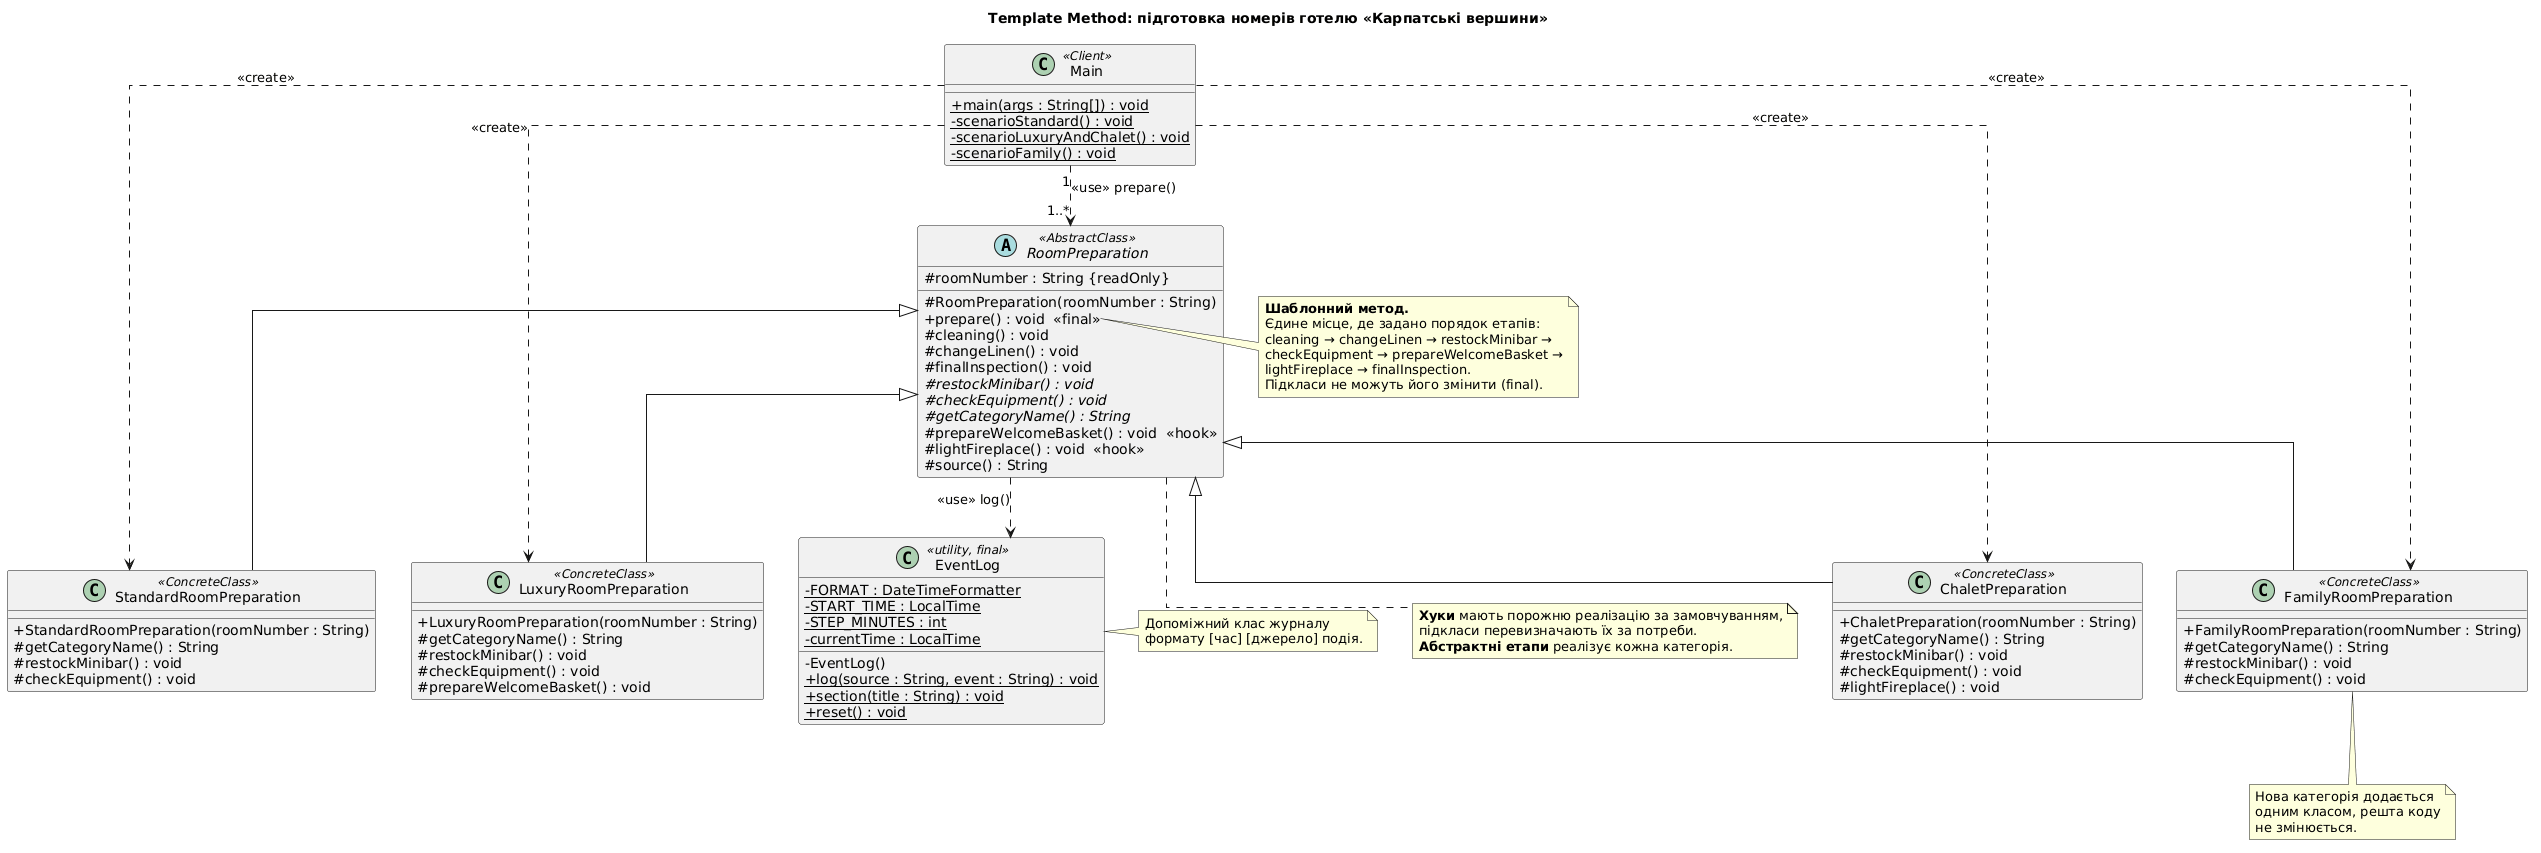 Template Method: підготовка номерів готелю «Карпатські вершини»
«Client»
C
Main
+main(args : String[]) : void
-scenarioStandard() : void
-scenarioLuxuryAndChalet() : void
-scenarioFamily() : void
«create»
«create»
«create»
«create»
1
«use» prepare()
1..*
«AbstractClass»
A
RoomPreparation
#roomNumber : String {readOnly}
#RoomPreparation(roomNumber : String)
+prepare() : void «final»
#cleaning() : void
#changeLinen() : void
#finalInspection() : void
#restockMinibar() : void
#checkEquipment() : void
#getCategoryName() : String
#prepareWelcomeBasket() : void «hook»
#lightFireplace() : void «hook»
#source() : String
Шаблонний метод.
Єдине місце, де задано порядок етапів:
cleaning → changeLinen → restockMinibar →
checkEquipment → prepareWelcomeBasket →
lightFireplace → finalInspection.
Підкласи не можуть його змінити (final).
«use» log()
«ConcreteClass»
C
StandardRoomPreparation
+StandardRoomPreparation(roomNumber : String)
#getCategoryName() : String
#restockMinibar() : void
#checkEquipment() : void
«ConcreteClass»
C
LuxuryRoomPreparation
+LuxuryRoomPreparation(roomNumber : String)
#getCategoryName() : String
#restockMinibar() : void
#checkEquipment() : void
#prepareWelcomeBasket() : void
«utility, final»
C
EventLog
-FORMAT : DateTimeFormatter
-START_TIME : LocalTime
-STEP_MINUTES : int
-currentTime : LocalTime
-EventLog()
+log(source : String, event : String) : void
+section(title : String) : void
+reset() : void
Допоміжний клас журналу
формату [час] [джерело] подія.
Хуки мають порожню реалізацію за замовчуванням,
підкласи перевизначають їх за потреби.
Абстрактні етапи реалізує кожна категорія.
«ConcreteClass»
C
ChaletPreparation
+ChaletPreparation(roomNumber : String)
#getCategoryName() : String
#restockMinibar() : void
#checkEquipment() : void
#lightFireplace() : void
«ConcreteClass»
C
FamilyRoomPreparation
+FamilyRoomPreparation(roomNumber : String)
#getCategoryName() : String
#restockMinibar() : void
#checkEquipment() : void
Нова категорія додається
одним класом, решта коду
не змінюється.